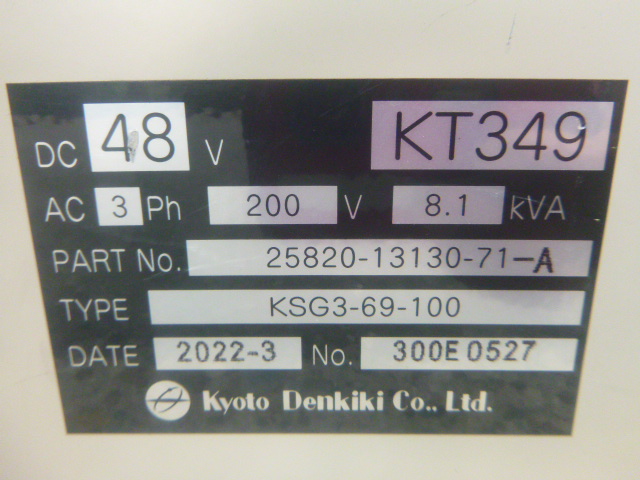 DC 48 V KT349
AC 3 Ph 200 V 8.1 kVA
PART No. 25820-13130-71-A
TYPE KSG3-69-100
DATE 2022-3 No. 300E0527
Kyoto Denkiki Co., Ltd.